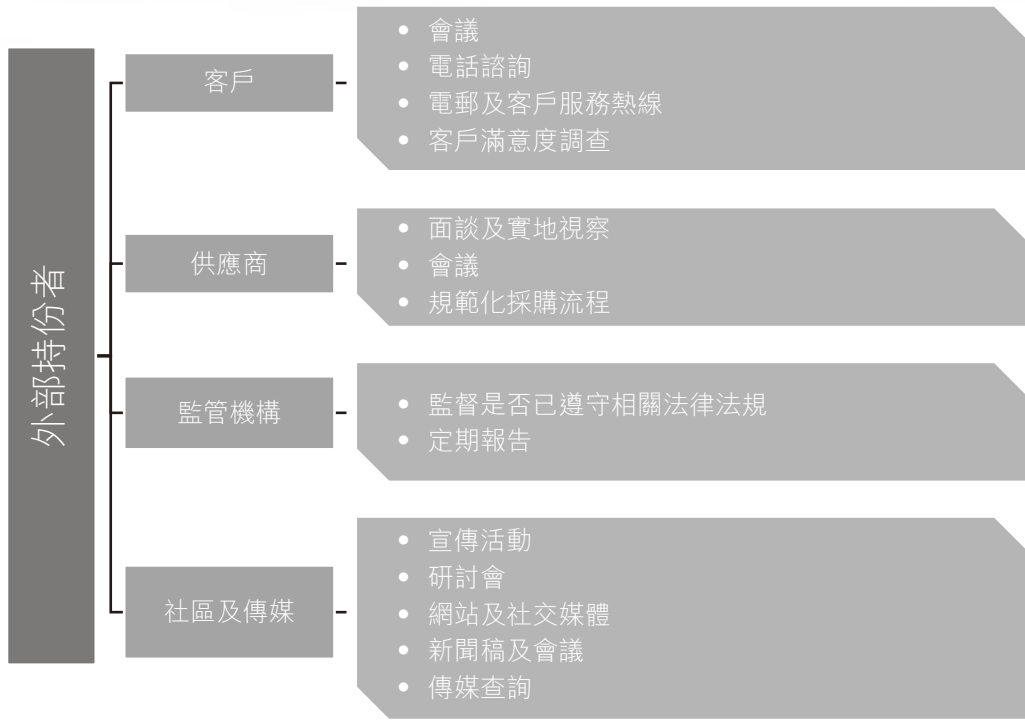 外部持份者
客戶
• 會議
• 電話諮詢
• 電郵及客戶服務熱線
• 客戶滿意度調查
供應商
• 面談及實地視察
• 會議
• 規範化採購流程
監管機構
• 監督是否已遵守相關法律法規
• 定期報告
社區及傳媒
• 宣傳活動
• 研討會
• 網站及社交媒體
• 新聞稿及會議
• 傳媒查詢